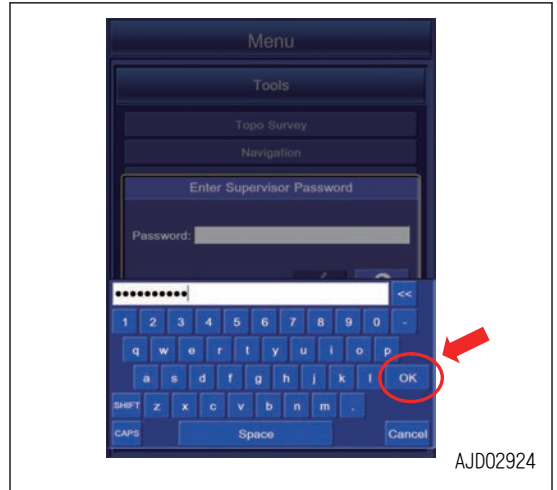 Menu
Tools
Topo Survey
Navigation
Enter Supervisor Password
Password:
••••••••••
<<
1 2 3 4 5 6 7 8 9 0 -
q w e r t y u i o p
a s d f g h j k l OK
SHIFT z x c v b n m .
CAPS Space Cancel
AJD02924